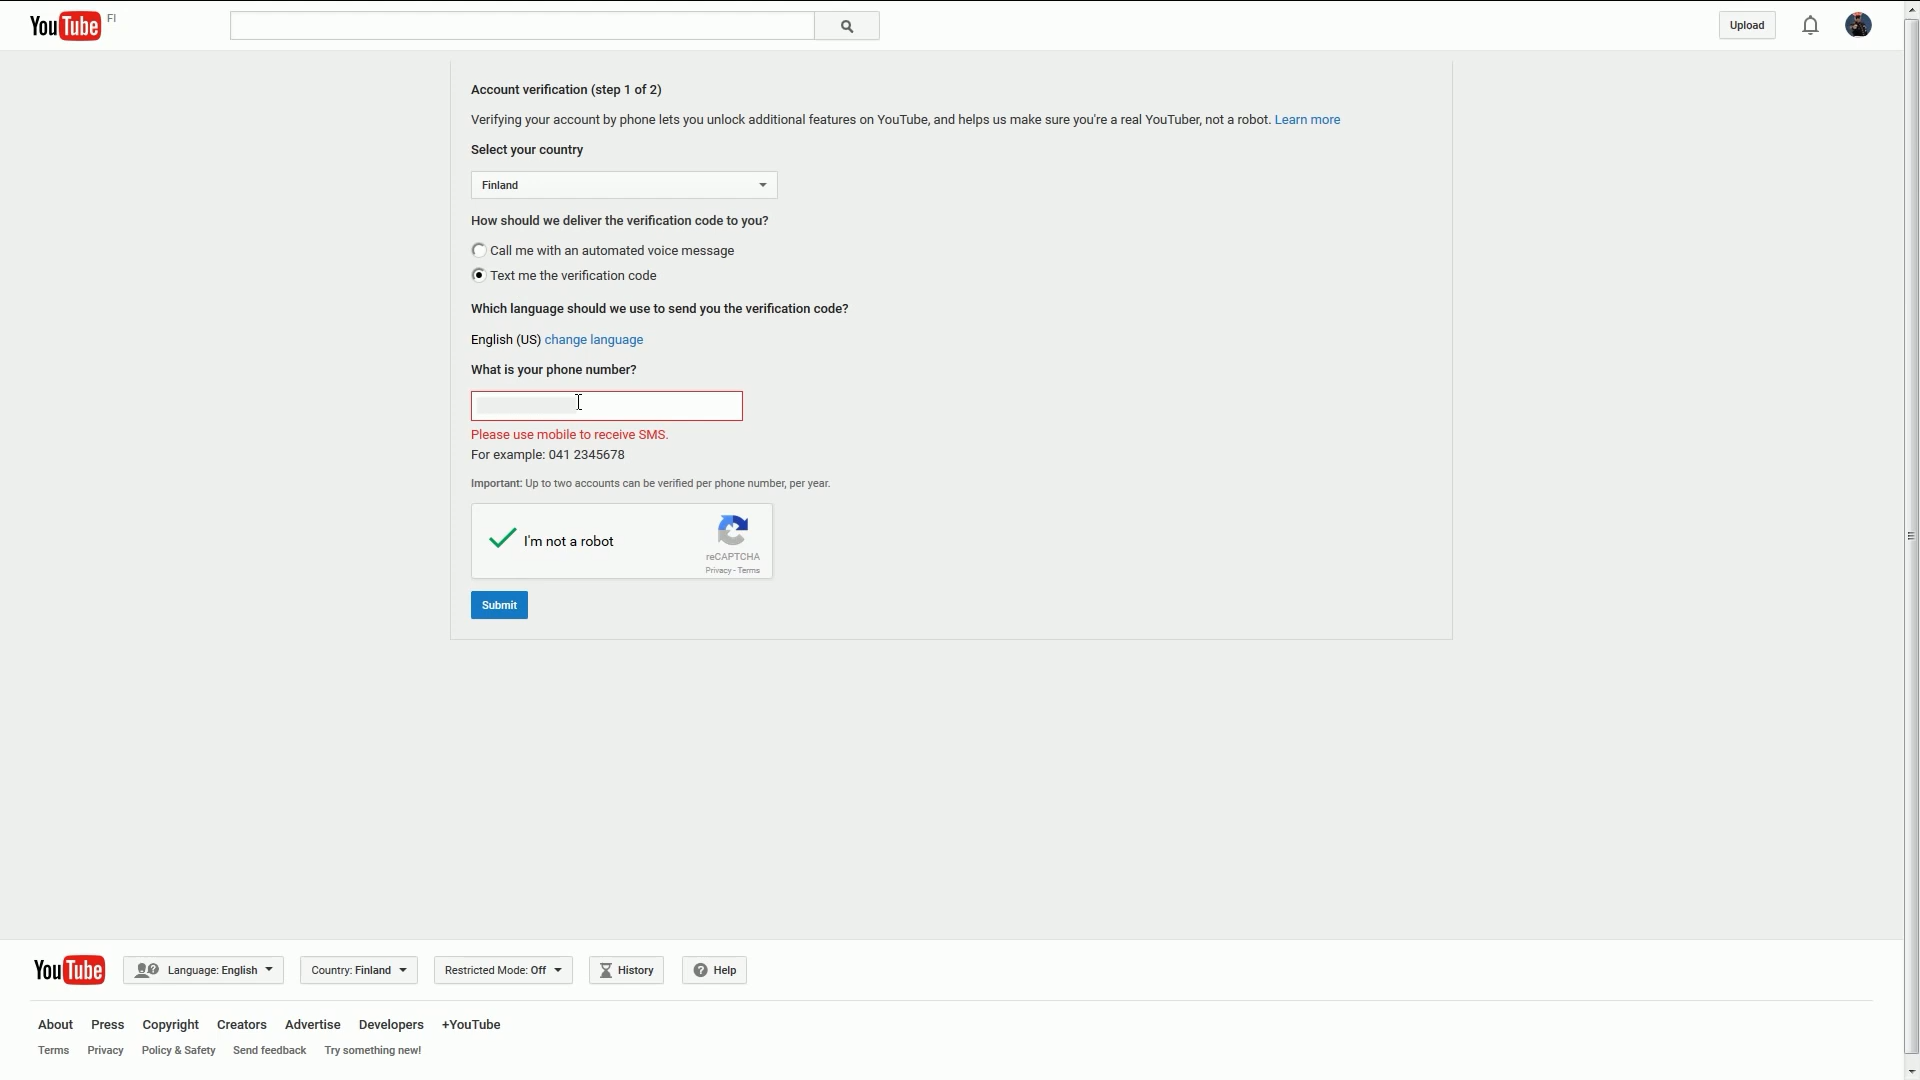 YouTube FI
Upload
Account verification (step 1 of 2)
Verifying your account by phone lets you unlock additional features on YouTube, and helps us make sure you're a real YouTuber, not a robot. Learn more
Select your country
Finland
How should we deliver the verification code to you?
Call me with an automated voice message
Text me the verification code
Which language should we use to send you the verification code?
English (US) change language
What is your phone number?
Please use mobile to receive SMS.
For example: 041 2345678
Important: Up to two accounts can be verified per phone number, per year.
I'm not a robot
reCAPTCHA
Privacy - Terms
Submit
YouTube Language: English Country: Finland Restricted Mode: Off History Help
About Press Copyright Creators Advertise Developers +YouTube
Terms Privacy Policy & Safety Send feedback Try something new!